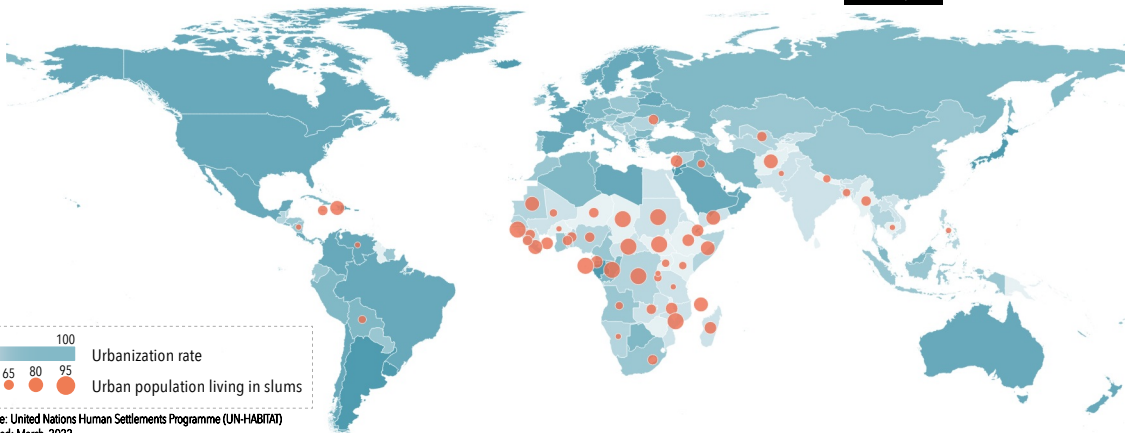 100
Urbanization rate
65 80 95
Urban population living in slums
e: United Nations Human Settlements Programme (UN-HABITAT)